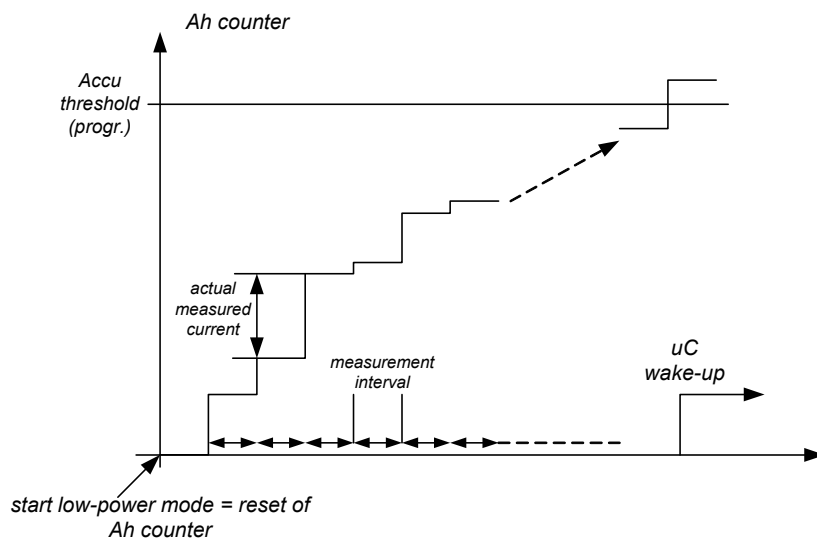 Ah counter
Accu
threshold
(progr.)
actual
measured
current
measurement
interval
uC
wake-up
start low-power mode = reset of
Ah counter